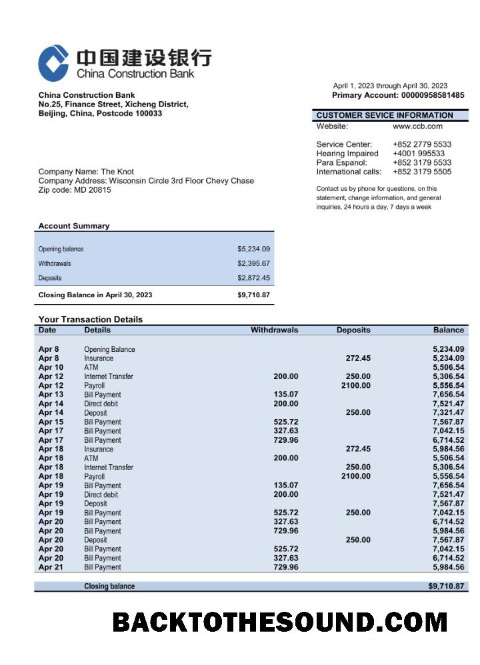 中国建设银行
China Construction Bank
China Construction Bank
No.25, Finance Street, Xicheng District,
Beijing, China, Postcode 100033
April 1, 2023 through April 30, 2023
Primary Account: 00000958581485
CUSTOMER SEVICE INFORMATION
Website: www.ccb.com
Service Center: +852 2779 5533
Hearing Impaired +4001 995533
Para Espanol: +852 3179 5533
International calls: +852 3179 5505
Contact us by phone for questions, on this
statement, change information, and general
inquiries, 24 hours a day, 7 days a week
Company Name: The Knot
Company Address: Wisconsin Circle 3rd Floor Chevy Chase
Zip code: MD 20815
Account Summary
Opening balance $5,234.09
Withdrawals $2,395.67
Deposits $2,872.45
Closing Balance in April 30, 2023 $9,710.87
Your Transaction Details
Date Details Withdrawals Deposits Balance
Apr 8 Opening Balance 5,234.09
Apr 8 Insurance 272.45 5,234.09
Apr 10 ATM 5,506.54
Apr 12 Internet Transfer 200.00 250.00 5,306.54
Apr 12 Payroll 2100.00 5,556.54
Apr 13 Bill Payment 135.07 7,656.54
Apr 14 Direct debit 200.00 7,521.47
Apr 14 Deposit 250.00 7,321.47
Apr 15 Bill Payment 525.72 7,567.87
Apr 17 Bill Payment 327.63 7,042.15
Apr 17 Bill Payment 729.96 6,714.52
Apr 18 Insurance 272.45 5,984.56
Apr 18 ATM 200.00 5,506.54
Apr 18 Internet Transfer 250.00 5,306.54
Apr 18 Payroll 2100.00 5,556.54
Apr 19 Bill Payment 135.07 7,656.54
Apr 19 Direct debit 200.00 7,521.47
Apr 19 Deposit 7,567.87
Apr 19 Bill Payment 525.72 250.00 7,042.15
Apr 20 Bill Payment 327.63 6,714.52
Apr 20 Bill Payment 729.96 5,984.56
Apr 20 Deposit 250.00 7,567.87
Apr 20 Bill Payment 525.72 7,042.15
Apr 20 Bill Payment 327.63 6,714.52
Apr 21 Bill Payment 729.96 5,984.56
Closing balance $9,710.87
BACKTOTHESOUND.COM